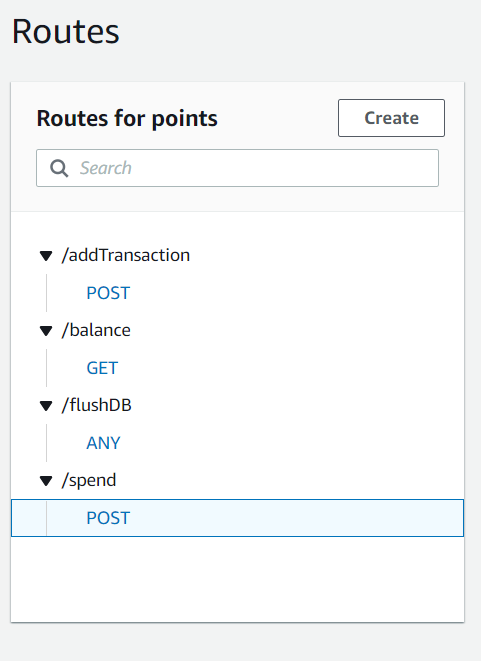 Routes
Routes for points
Create
Search
/addTransaction
POST
/balance
GET
/flushDB
ANY
/spend
POST